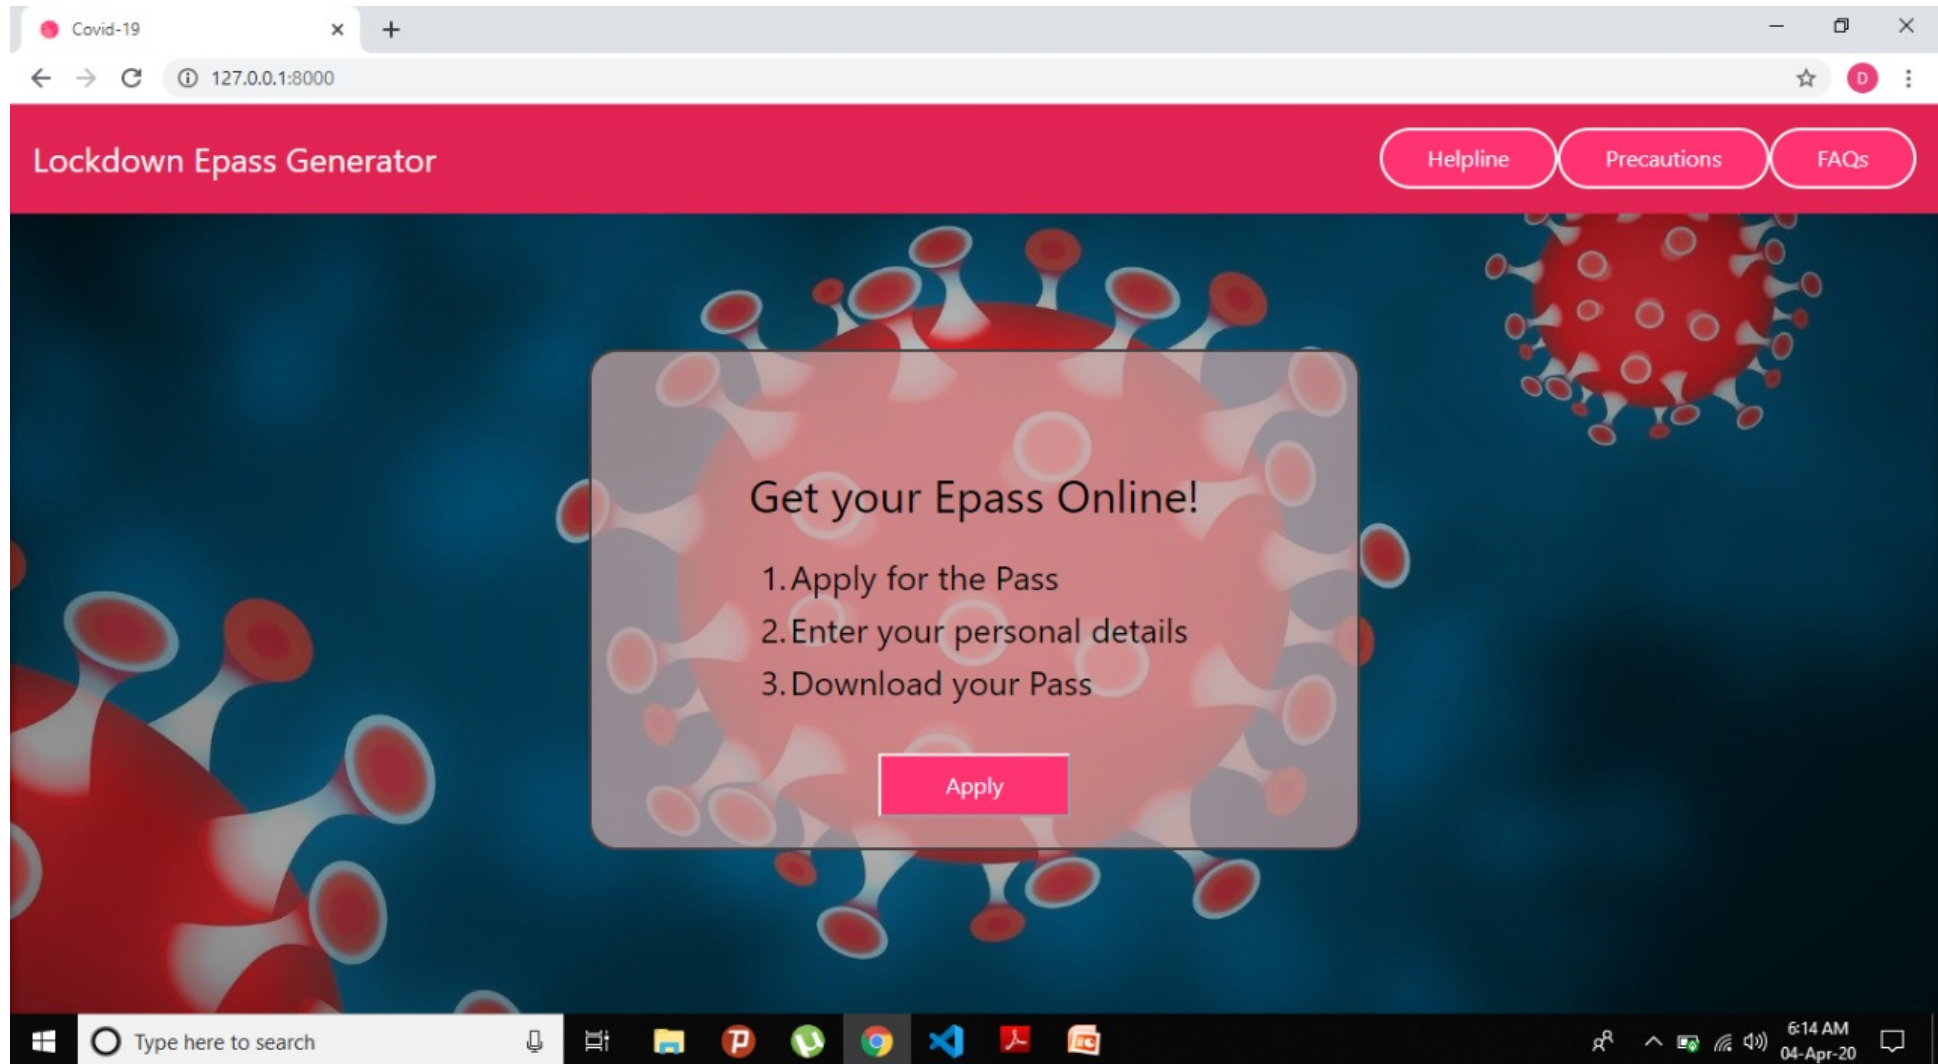 Covid-19
127.0.0.1:8000
D
Lockdown Epass Generator
Helpline
Precautions
FAQs
Get your Epass Online!
1. Apply for the Pass
2. Enter your personal details
3. Download your Pass
Apply
Type here to search
6:14 AM
04-Apr-20